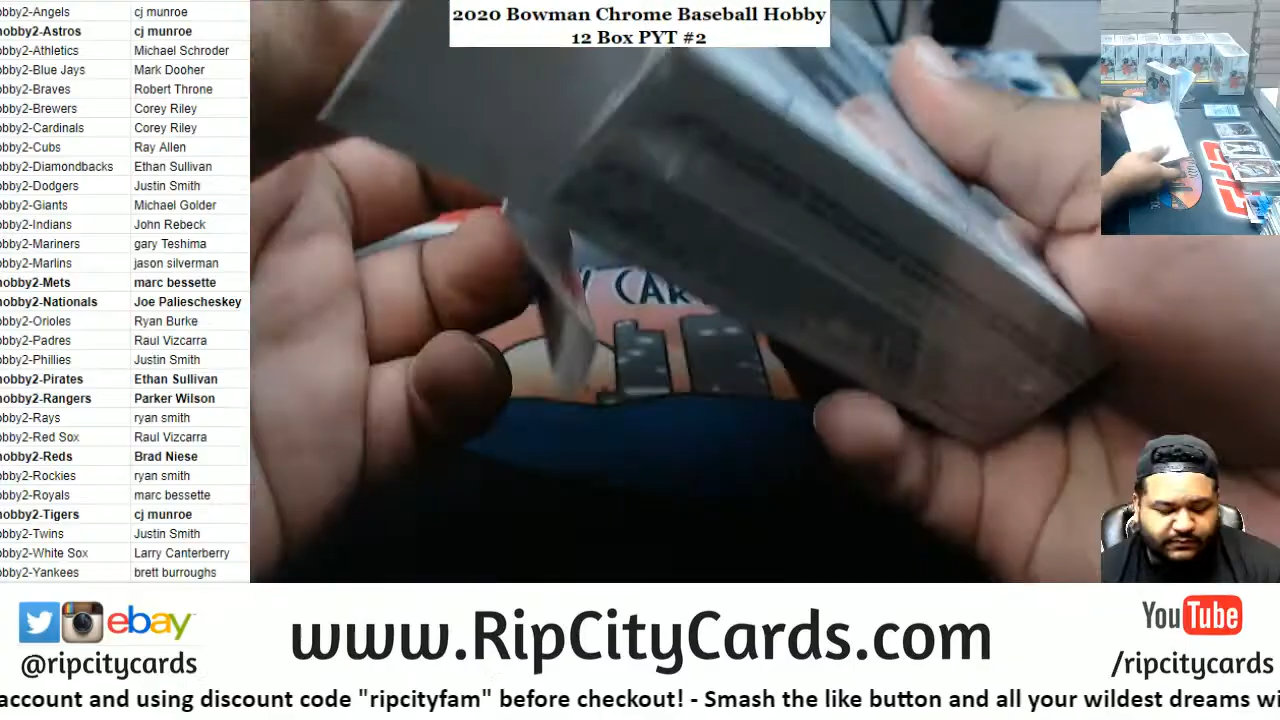 2020 Bowman Chrome Baseball Hobby
12 Box PYT #2
obby2-Angels cj munroe
hobby2-Astros cj munroe
obby2-Athletics Michael Schroder
obby2-Blue Jays Mark Dooher
obby2-Braves Robert Throne
obby2-Brewers Corey Riley
obby2-Cardinals Corey Riley
obby2-Cubs Ray Allen
obby2-Diamondbacks Ethan Sullivan
obby2-Dodgers Justin Smith
obby2-Giants Michael Golder
obby2-Indians John Rebeck
obby2-Mariners gary Teshima
obby2-Marlins jason silverman
hobby2-Mets marc bessette
hobby2-Nationals Joe Paliescheskey
obby2-Orioles Ryan Burke
obby2-Padres Raul Vizcarra
obby2-Phillies Justin Smith
hobby2-Pirates Ethan Sullivan
hobby2-Rangers Parker Wilson
obby2-Rays ryan smith
obby2-Red Sox Raul Vizcarra
hobby2-Reds Brad Niese
obby2-Rockies ryan smith
obby2-Royals marc bessette
hobby2-Tigers cj munroe
obby2-Twins Justin Smith
obby2-White Sox Larry Canterberry
obby2-Yankees brett burroughs
CAR
ebay
@ripcitycards
www.RipCityCards.com
YouTube
/ripcitycards
account and using discount code "ripcityfam" before checkout! - Smash the like button and all your wildest dreams wi